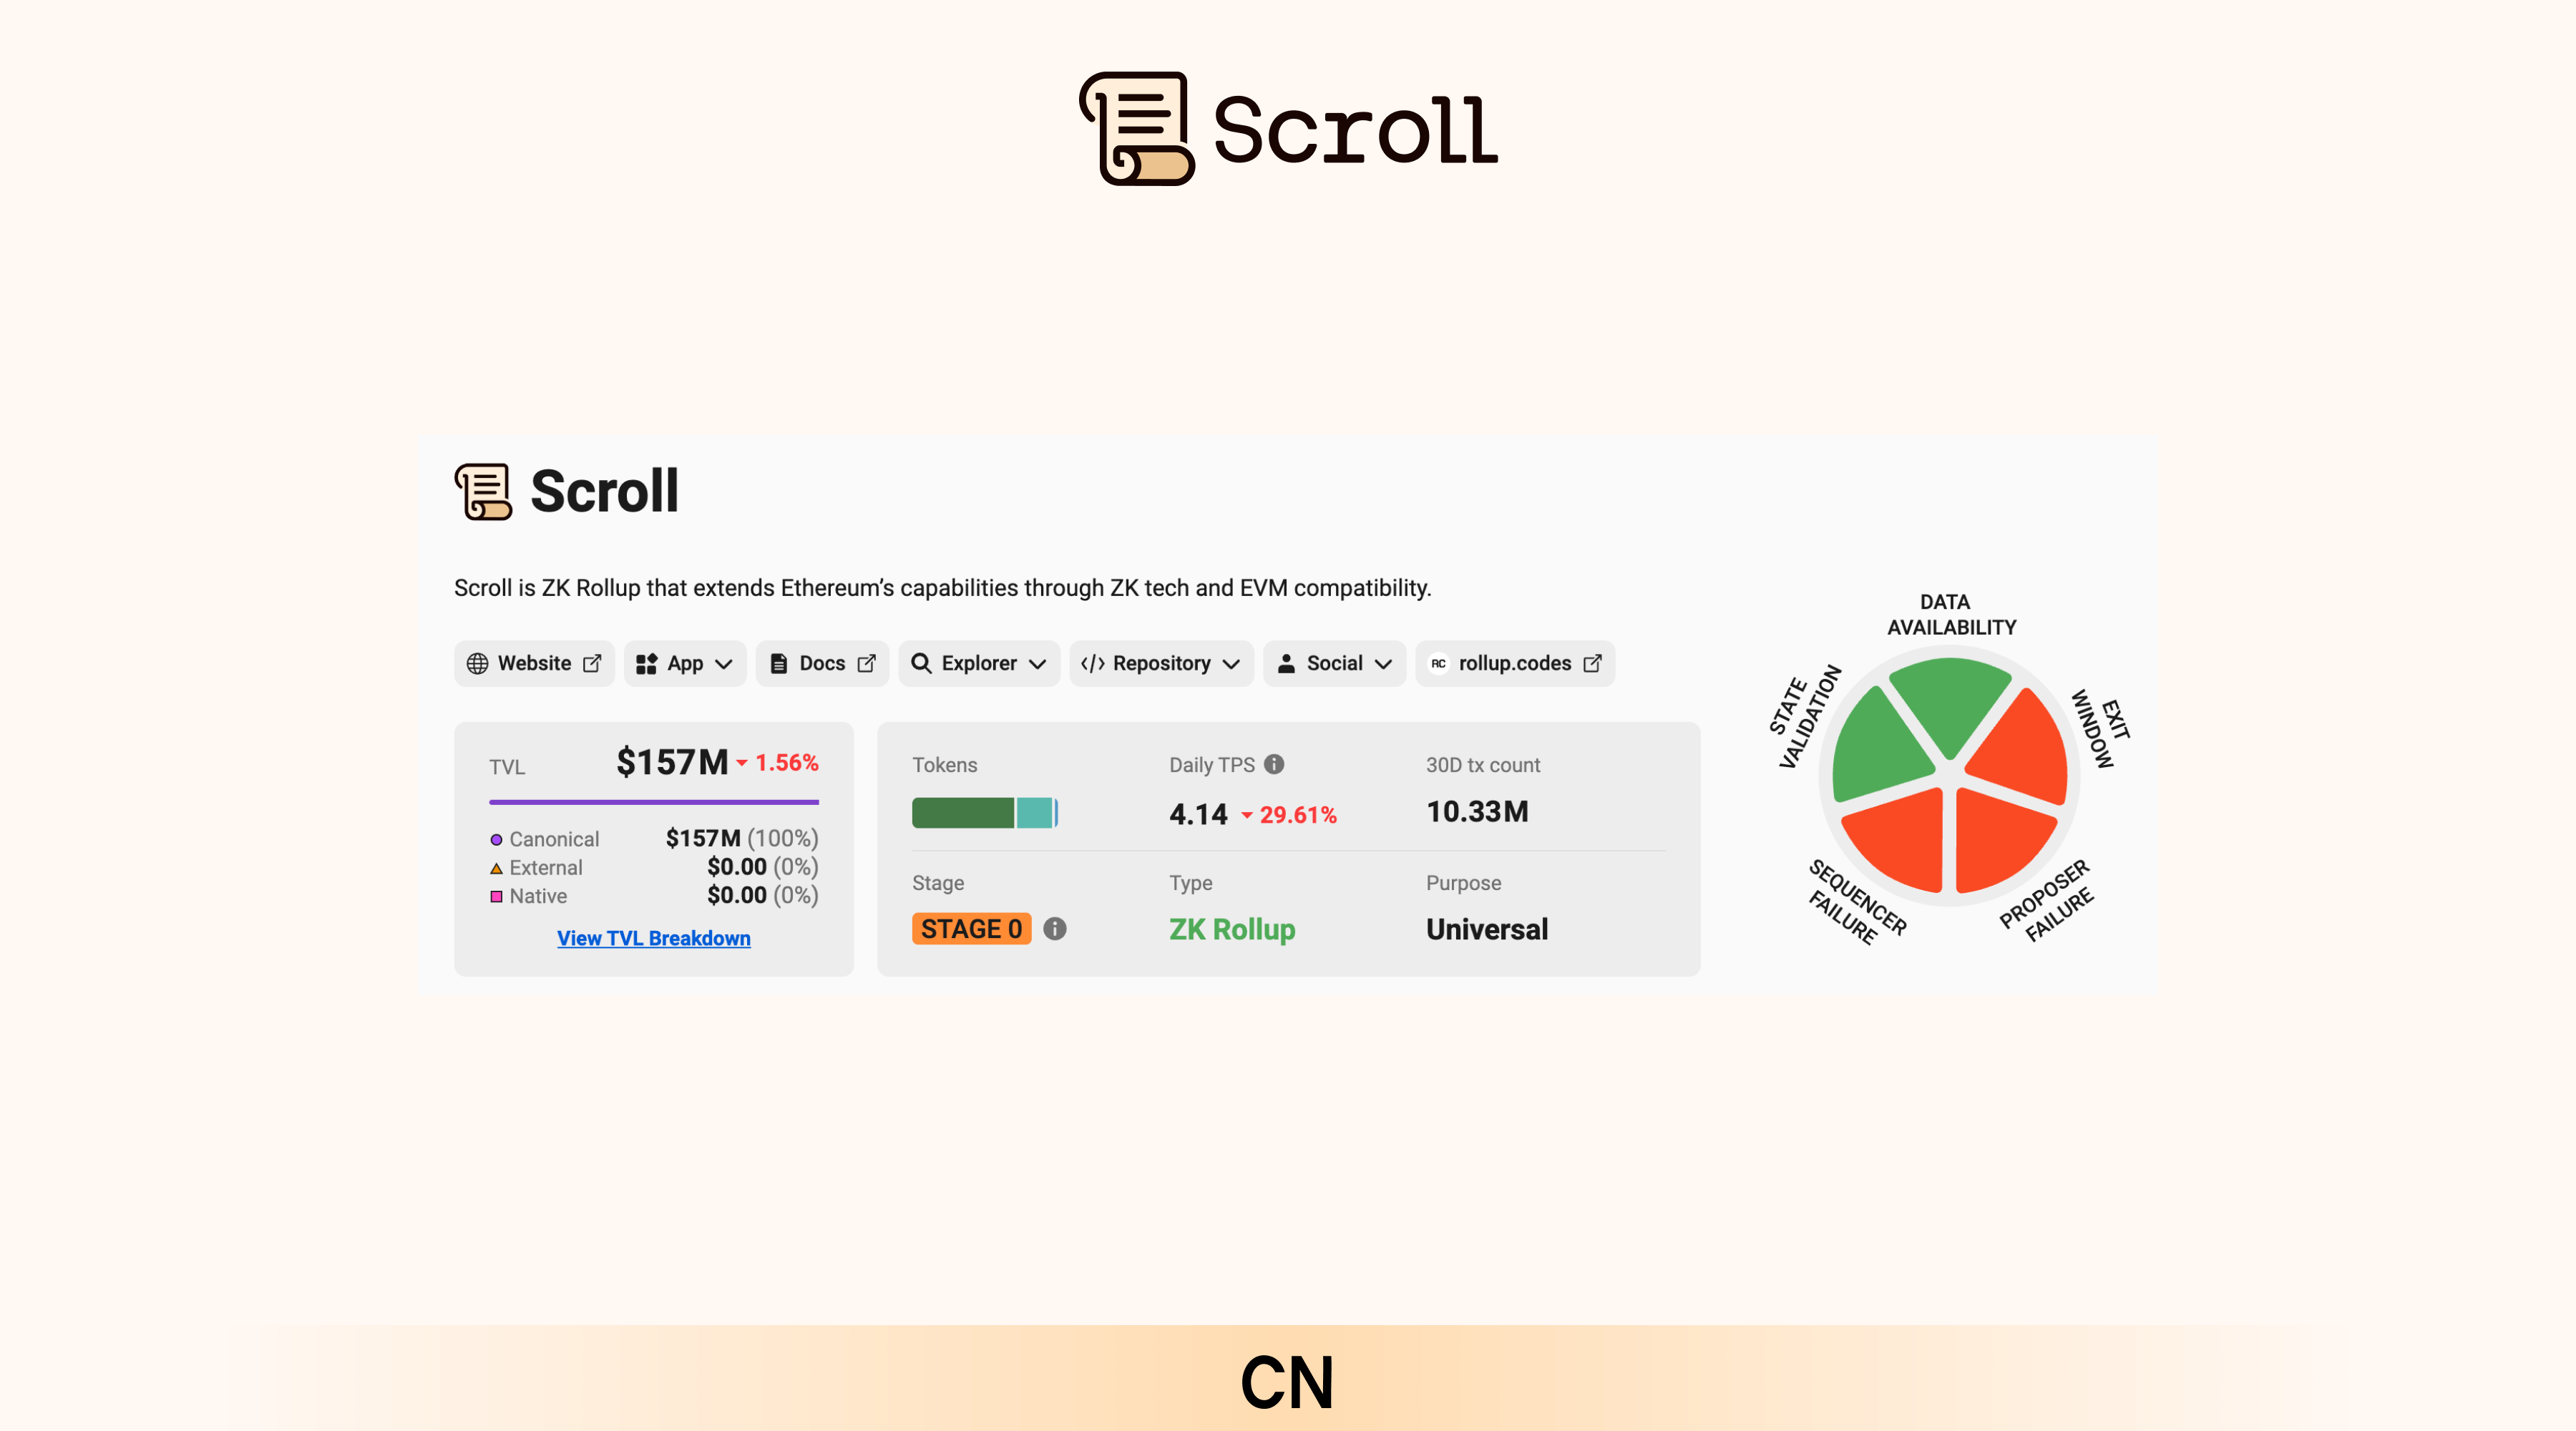 Scroll
Scroll
Scroll is ZK Rollup that extends Ethereum’s capabilities through ZK tech and EVM compatibility.
Website App Docs Explorer </> Repository Social RC rollup.codes
TVL $157M 1.56%
Canonical $157M (100%)
External $0.00 (0%)
Native $0.00 (0%)
View TVL Breakdown
Tokens Daily TPS i 30D tx count
4.14 29.61% 10.33M
Stage Type Purpose
STAGE 0 i ZK Rollup Universal
DATA
AVAILABILITY
STATE
VALIDATION
EXIT
WINDOW
SEQUENCER
FAILURE
PROPOSER
FAILURE
CN